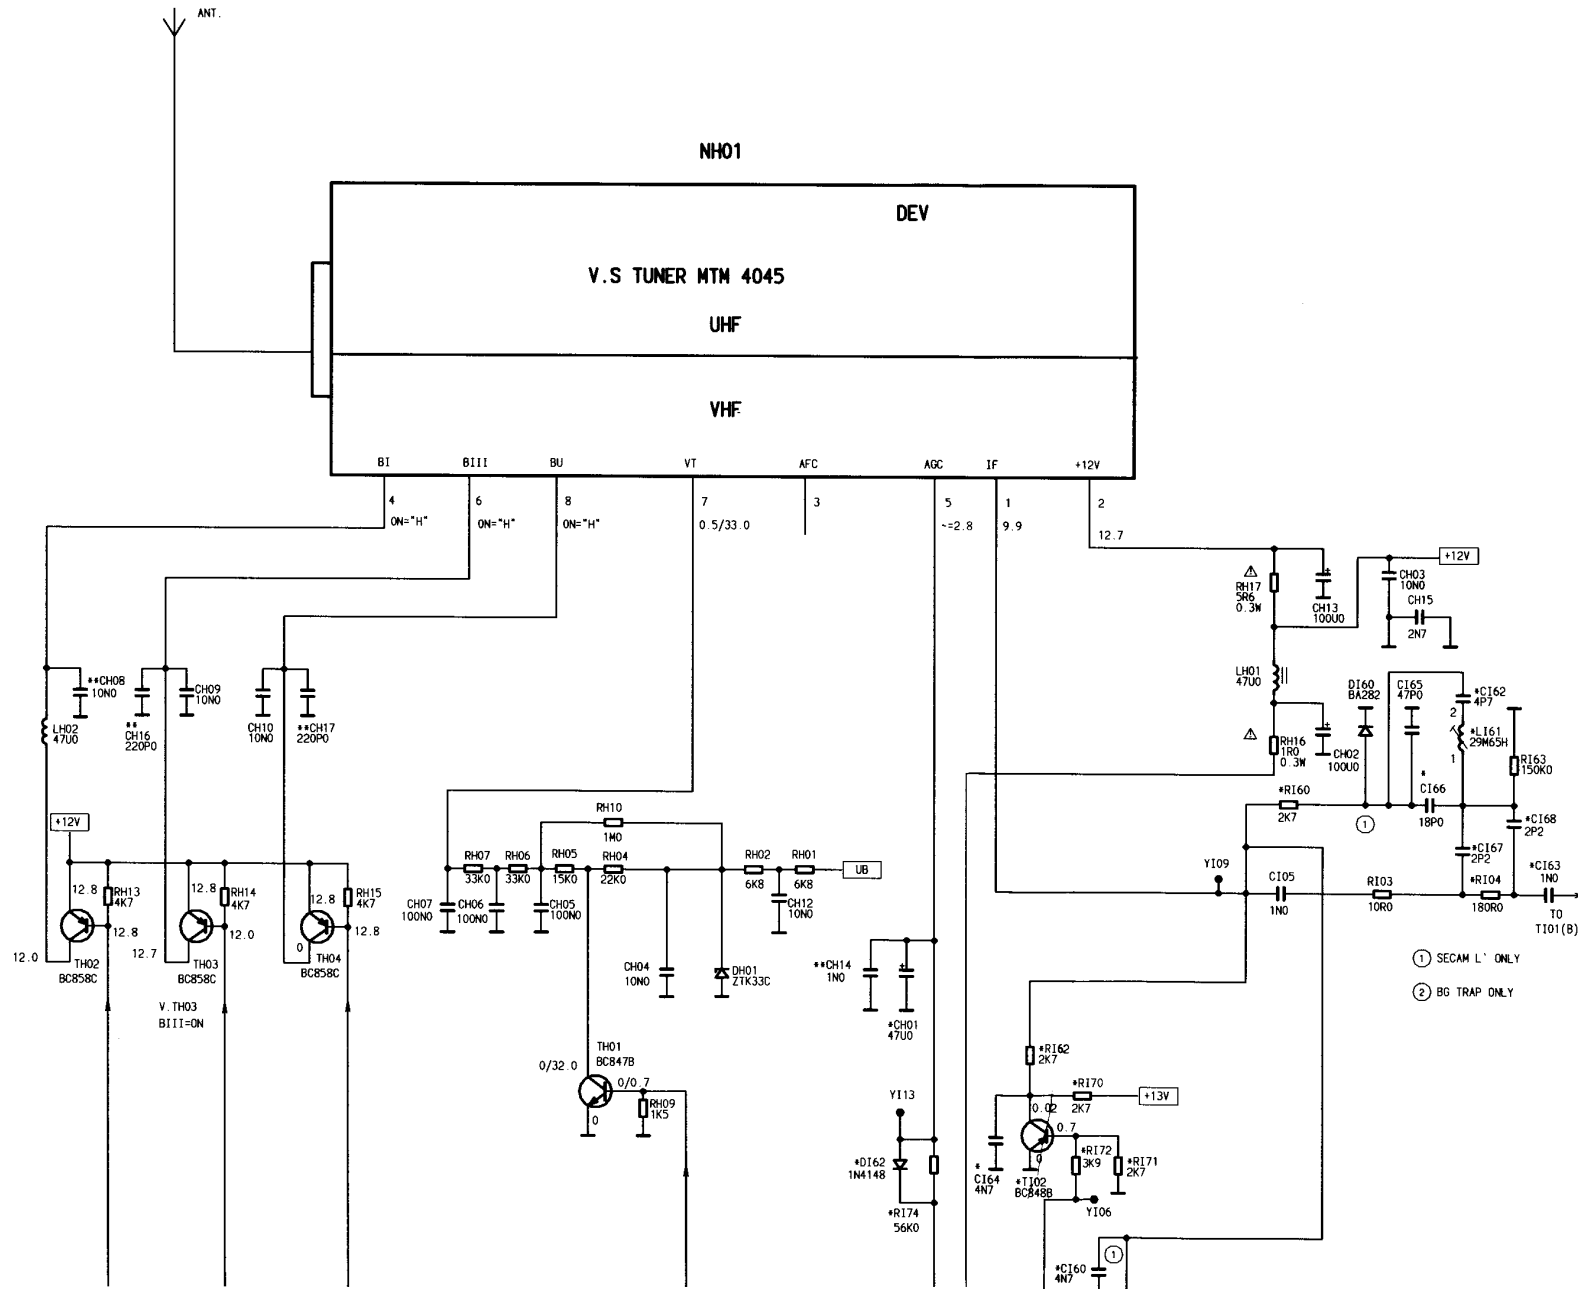 ANT.
NH01
DEV
V.S TUNER MTM 4045
UHF
VHF
BI
BIII
BU
VT
AFC
AGC
IF
+12V
4
6
8
7
3
5
1
2
ON="H"
ON="H"
ON="H"
0.5/33.0
~=2.8
9.9
12.7
+12V
RH17
5R6
0.3W
CH13
100U0
CH03
10N0
CH15
2N7
**CH08
10N0
**
CH16
220P0
CH09
10N0
CH10
10N0
**CH17
220P0
LH02
47U0
LH01
47U0
RH16
1R0
0.3W
CH02
100U0
DI60
BA282
CI65
47P0
*CI62
4P7
2
*LI61
29M65H
1
RI63
150K0
*RI60
2K7
1
*
CI66
18P0
*CI68
2P2
*CI67
2P2
*CI63
1N0
+12V
RH10
1M0
RH07
33K0
RH06
33K0
RH05
15K0
RH04
22K0
RH02
6K8
RH01
6K8
UB
YI09
CI05
1N0
RI03
10R0
*RI04
180R0
TO
TI01(B)
12.8
RH13
4K7
12.8
RH14
4K7
12.8
RH15
4K7
CH07
100N0
CH06
100N0
CH05
100N0
CH12
10N0
12.0
12.8
12.7
12.0
0
12.8
TH02
BC858C
TH03
BC858C
TH04
BC858C
V.TH03
BIII=ON
CH04
10N0
DH01
ZTK33C
**CH14
1N0
*CH01
47U0
1 SECAM L' ONLY
2 BG TRAP ONLY
TH01
BC847B
0/32.0
0/0.7
0
RH09
1K5
*RI62
2K7
*RI70
2K7
+13V
YI13
0.02
0.7
0
*DI62
1N4148
*RI74
56K0
*
CI64
4N7
*TI02
BC848B
*RI72
3K9
*RI71
2K7
YI06
1
*CI60
4N7